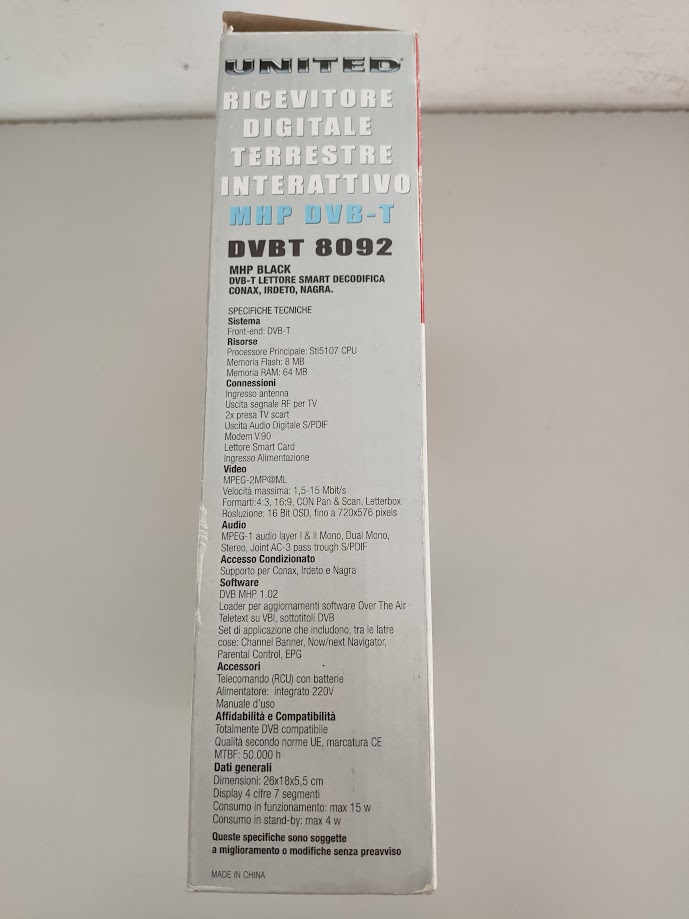 UNITED
RICEVITORE
DIGITALE
TERRESTRE
INTERATTIVO
MHP DVB-T
DVBT 8092
MHP BLACK
DVB-T LETTORE SMART DECODIFICA
CONAX, IRDETO, NAGRA.
SPECIFICHE TECNICHE
Sistema
Front-end: DVB-T
Risorse
Processore Principale: Sti5107 CPU
Memoria Flash: 8 MB
Memoria RAM: 64 MB
Connessioni
Ingresso antenna
Uscita segnale RF per TV
2x presa TV scart
Uscita Audio Digitale S/PDIF
Modem V.90
Lettore Smart Card
Ingresso Alimentazione
Video
MPEG-2MP@ML
Velocità massima: 1,5-15 Mbit/s
Formarti:4:3, 16:9, CON Pan & Scan, Letterbox
Rosluzione: 16 Bit OSD, fino a 720x576 pixels
Audio
MPEG-1 audio layer I & II Mono, Dual Mono,
Stereo, Joint AC-3 pass trough S/PDIF
Accesso Condizionato
Supporto per Conax, Irdeto e Nagra
Software
DVB MHP 1.02
Loader per aggiornamenti software Over The Air
Teletext su VBI, sottotitoli DVB
Set di applicazione che includono, tra le latre
cose: Channel Banner, Now/next Navigator,
Parental Control, EPG
Accessori
Telecomando (RCU) con batterie
Alimentatore: integrato 220V
Manuale d'uso
Affidabilità e Compatibilità
Totalmente DVB compatibile
Qualità secondo norme UE, marcatura CE
MTBF: 50.000 h
Dati generali
Dimensioni: 26x18x5,5 cm
Display 4 cifre 7 segmenti
Consumo in funzionamento: max 15 w
Consumo in stand-by: max 4 w
Queste specifiche sono soggette
a miglioramento o modifiche senza preavviso
MADE IN CHINA